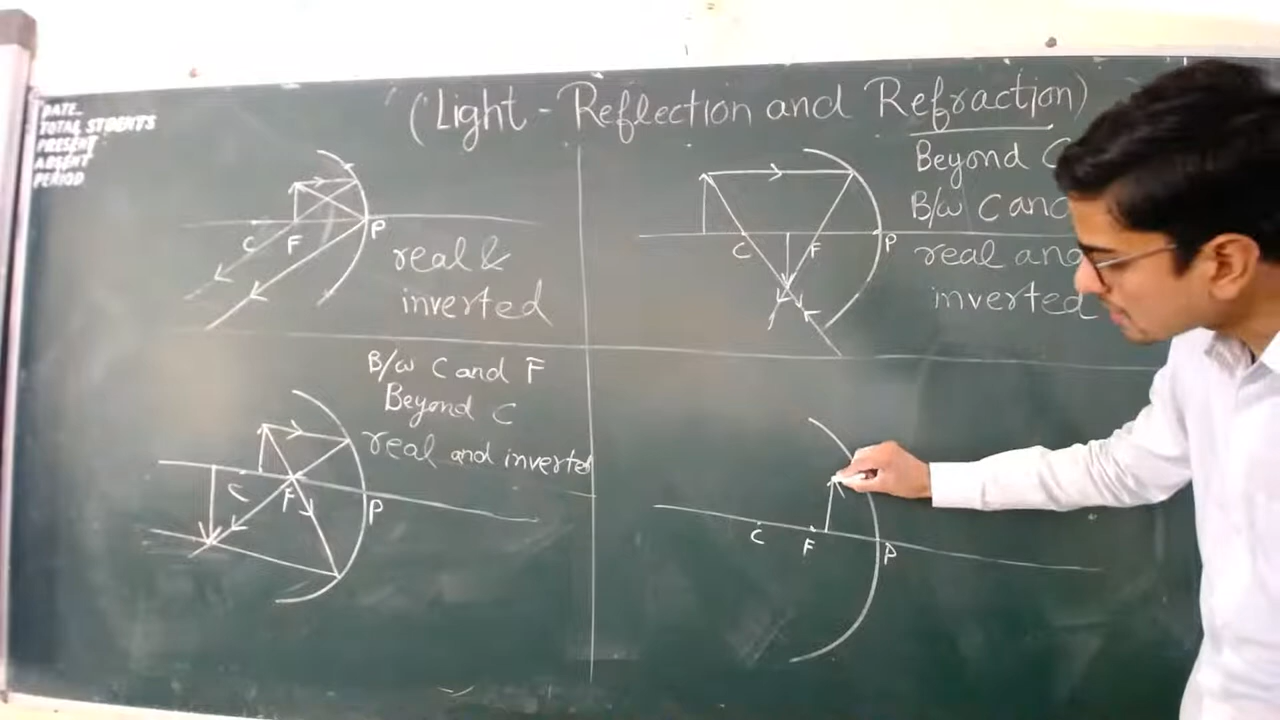 DATE
TOTAL STUDENTS
PRESENT
ABSENT
PERIOD
(Light - Reflection and Refraction)
C F P
real &
inverted
C F P
Beyond C
B/w C and
real and
inverted
C F P
B/w C and F
Beyond C
real and inverted
C F P